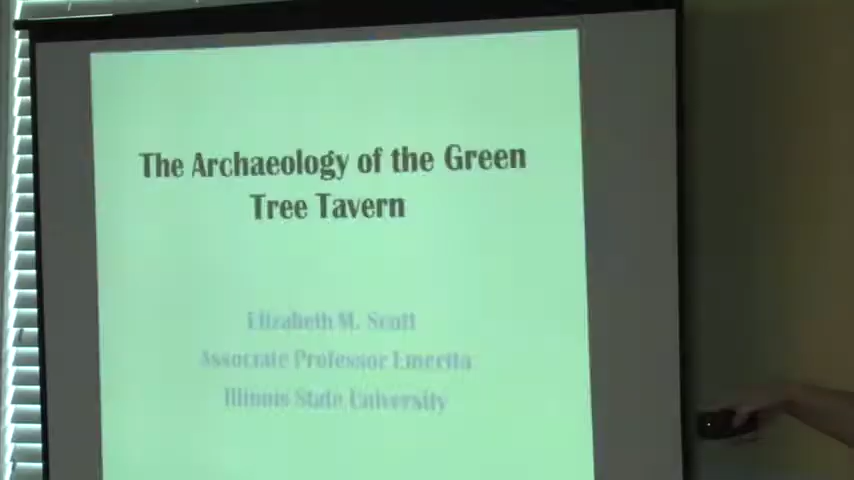 The Archaeology of the Green
Tree Tavern
Elizabeth M. Scott
Associate Professor Emerita
Illinois State University